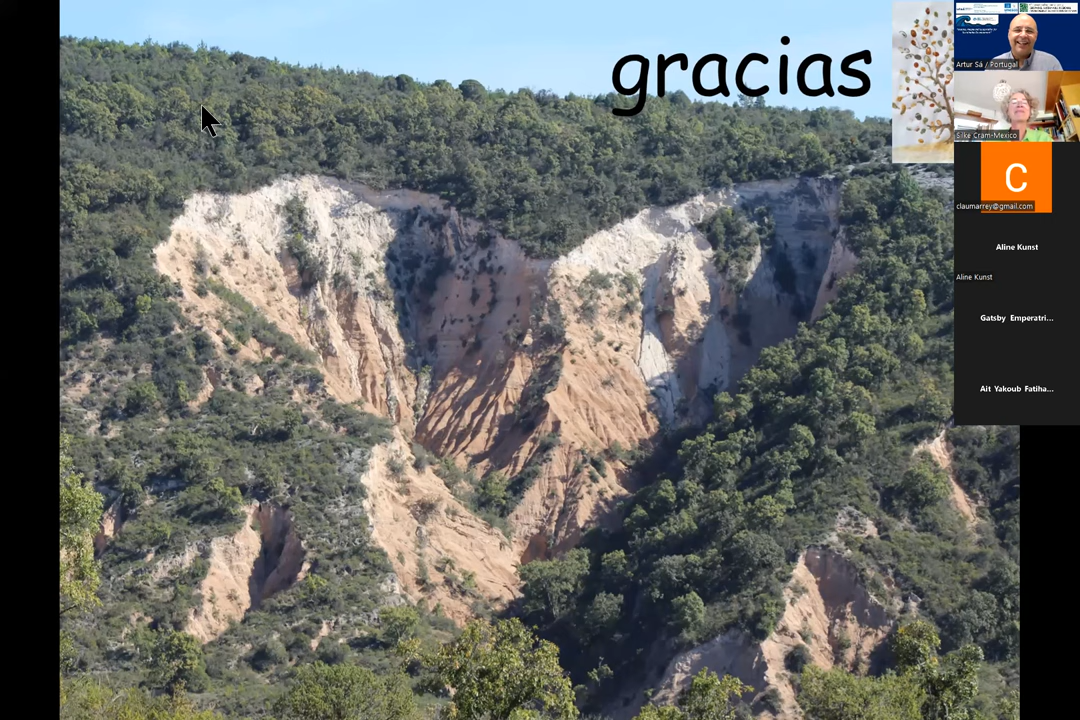 gracias
Artur Sá / Portugal
Silke Cram-Mexico
C
claumarrey@gmail.com
Aline Kunst
Aline Kunst
Gatsby Emperatri...
Ait Yakoub Fatiha...